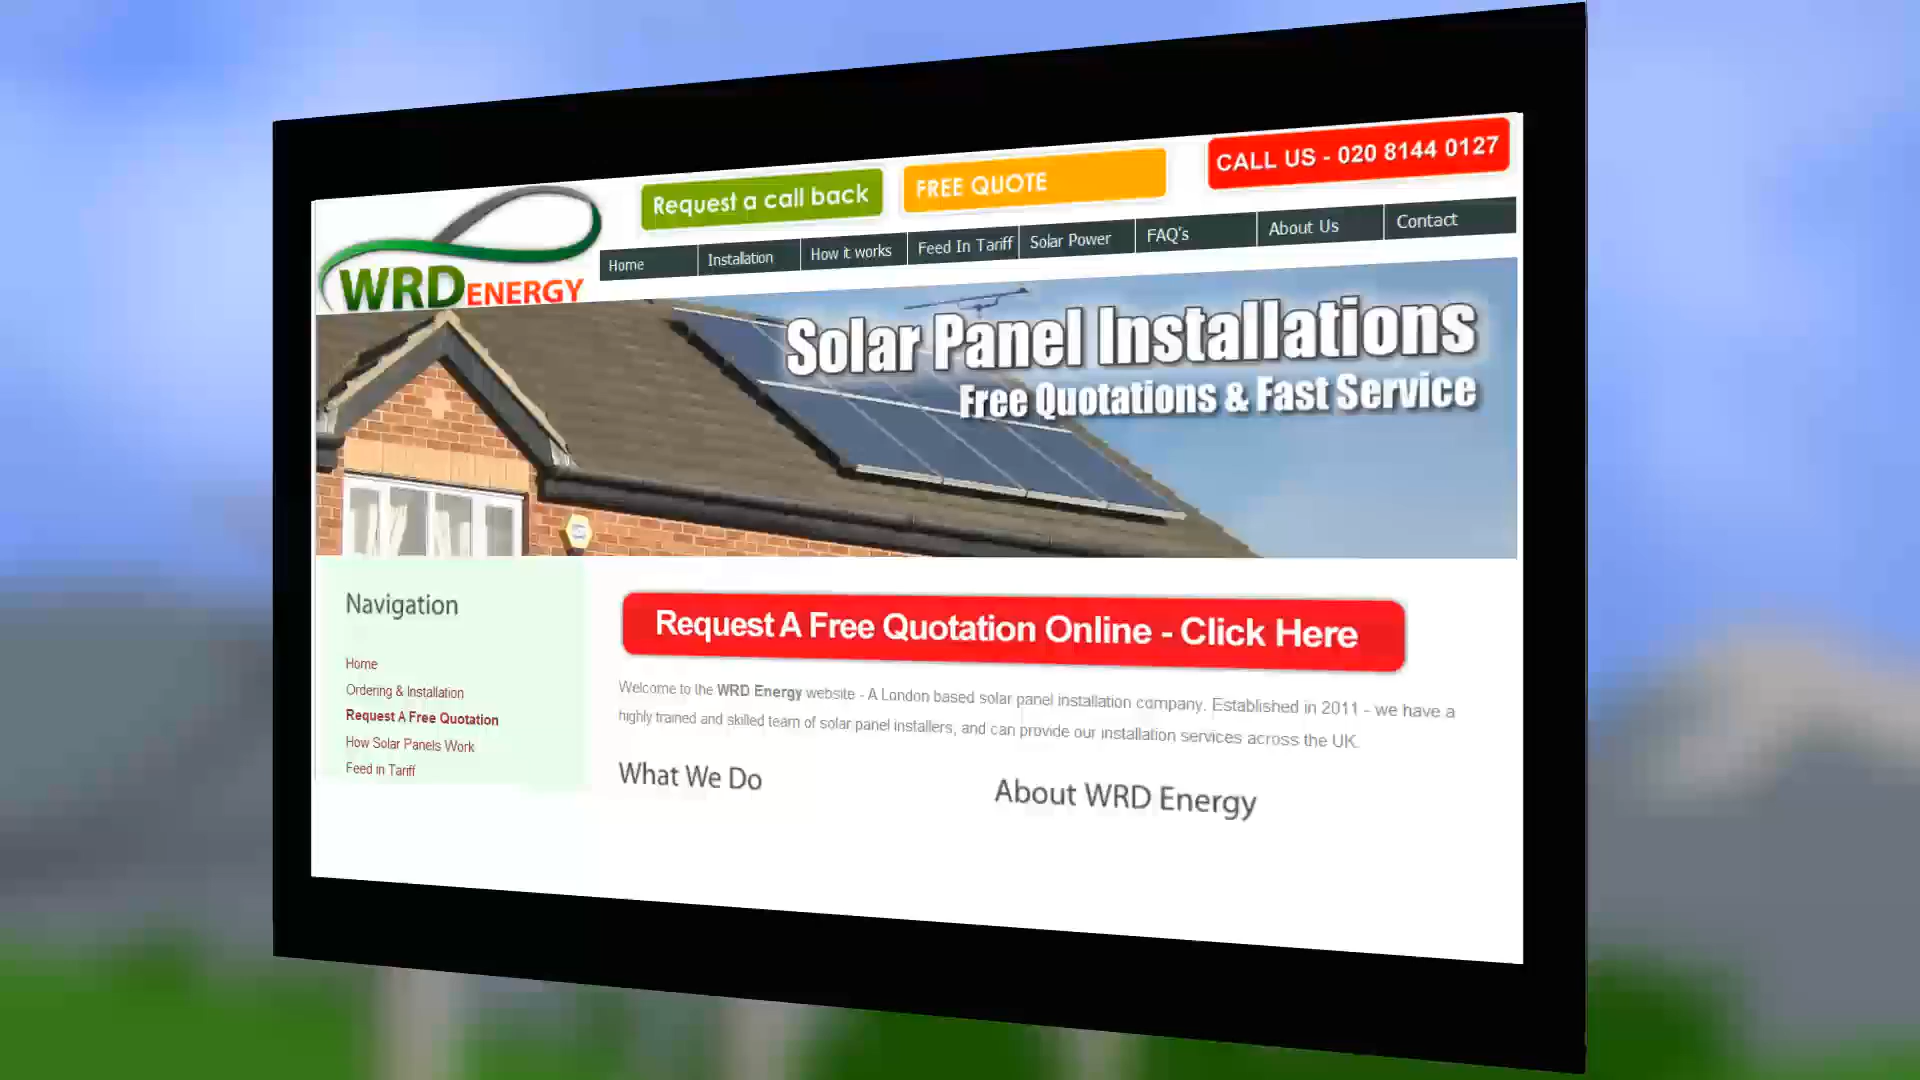 Request a call back
FREE QUOTE
CALL US - 020 8144 0127
WRD ENERGY
Home
Installation
How it works
Feed In Tariff
Solar Power
FAQ's
About Us
Contact
Solar Panel Installations
Free Quotations & Fast Service
Navigation
Home
Ordering & Installation
Request A Free Quotation
How Solar Panels Work
Feed in Tariff
Request A Free Quotation Online - Click Here
Welcome to the WRD Energy website - A London based solar panel installation company. Established in 2011 - we have a
highly trained and skilled team of solar panel installers, and can provide our installation services across the UK.
What We Do
About WRD Energy